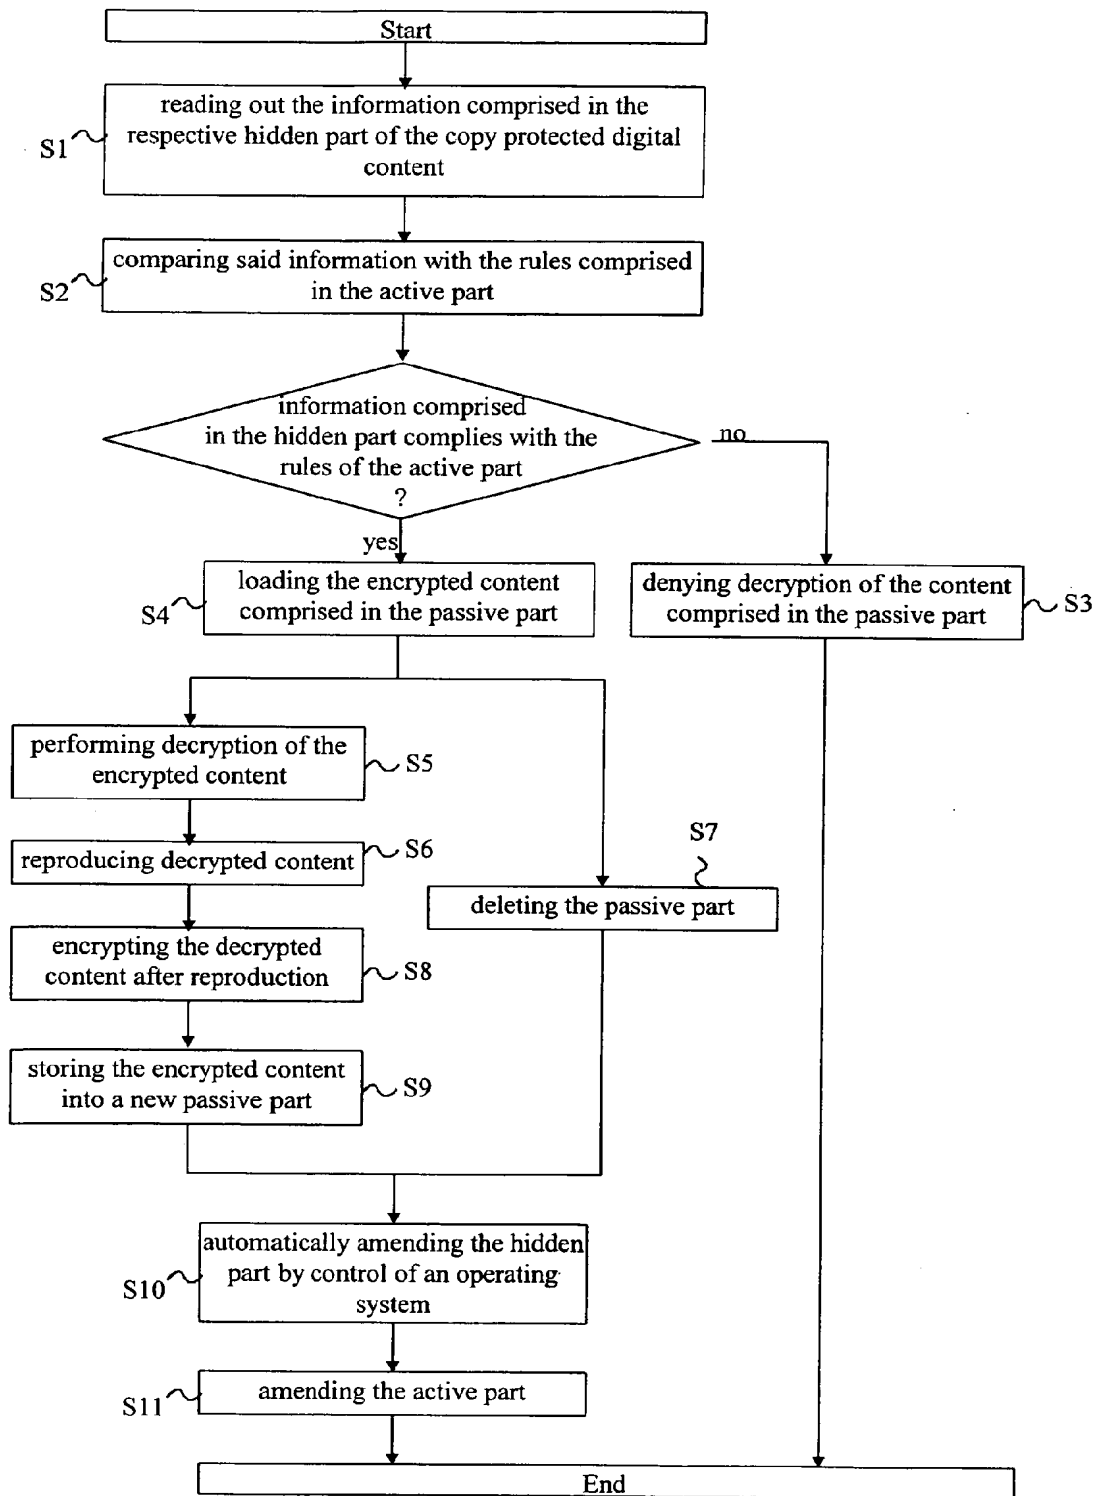 Start
reading out the information comprised in the
respective hidden part of the copy protected digital
content
S1
comparing said information with the rules comprised
in the active part
S2
information comprised
in the hidden part complies with the
rules of the active part
?
no
yes
loading the encrypted content
comprised in the passive part
S4
denying decryption of the content
comprised in the passive part
S3
performing decryption of the
encrypted content
S5
reproducing decrypted content
S6
S7
deleting the passive part
encrypting the decrypted
content after reproduction
S8
storing the encrypted content
into a new passive part
S9
automatically amending the hidden
part by control of an operating
system
S10
amending the active part
S11
End